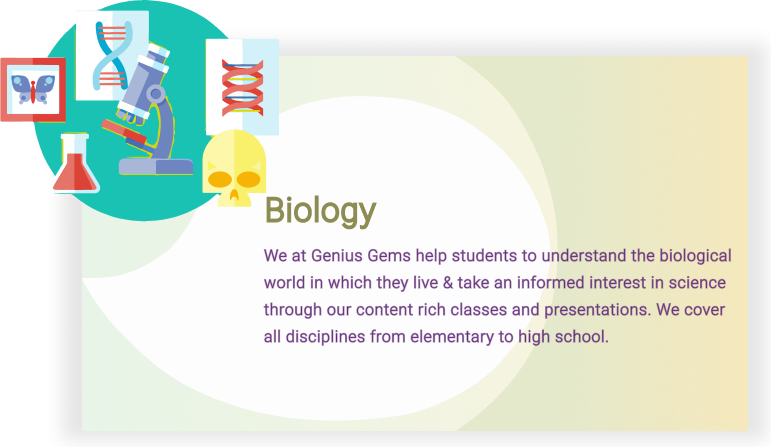 Biology
We at Genius Gems help students to understand the biological
world in which they live & take an informed interest in science
through our content rich classes and presentations. We cover
all disciplines from elementary to high school.